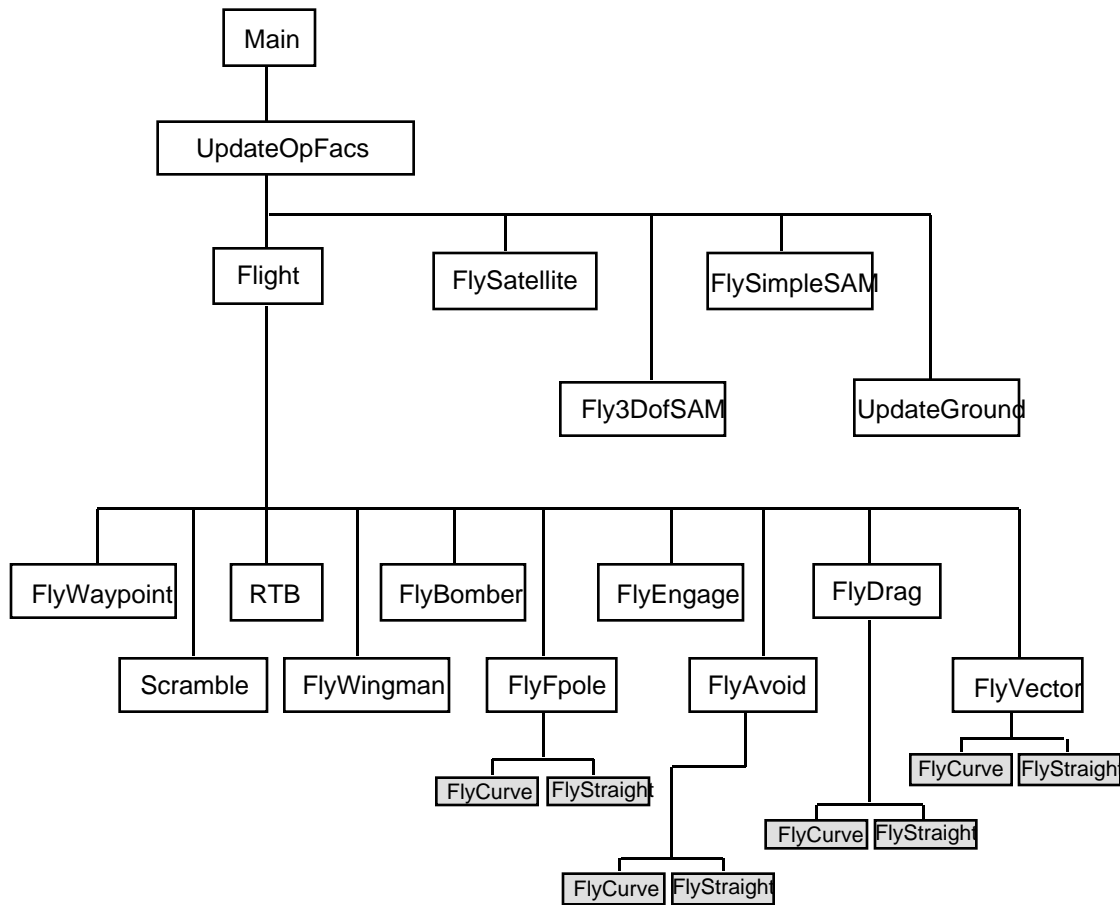 Main
UpdateOpFacs
Flight
FlySatellite
FlySimpleSAM
Fly3DofSAM
UpdateGround
FlyWaypoint
RTB
FlyBomber
FlyEngage
FlyDrag
Scramble
FlyWingman
FlyFpole
FlyAvoid
FlyVector
FlyCurve
FlyStraight
FlyCurve
FlyStraight
FlyCurve
FlyStraight
FlyCurve
FlyStraight